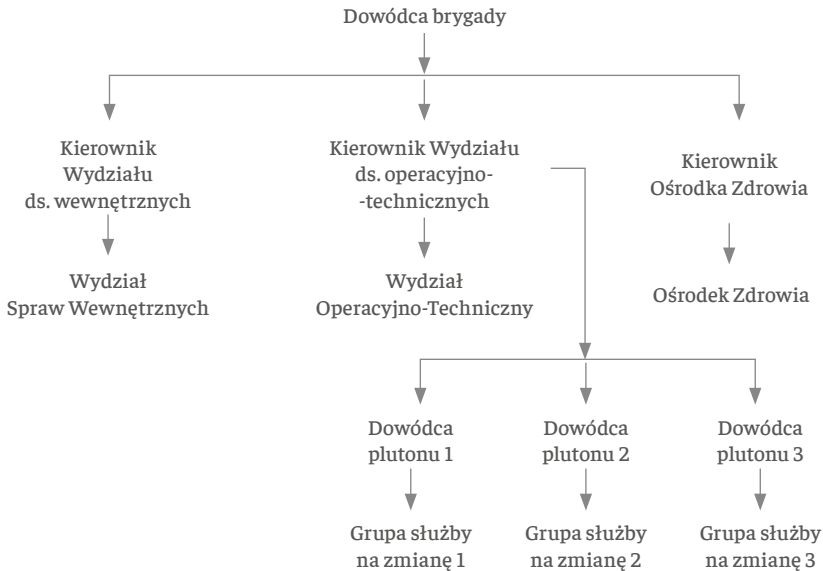 Dowódca brygady
Kierownik
Wydziału
ds. wewnętrznych
Kierownik Wydziału
ds. operacyjno-
-technicznych
Kierownik
Ośrodka Zdrowia
Wydział
Spraw Wewnętrznych
Wydział
Operacyjno-Techniczny
Ośrodek Zdrowia
Dowódca
plutonu 1
Dowódca
plutonu 2
Dowódca
plutonu 3
Grupa służby
na zmianę 1
Grupa służby
na zmianę 2
Grupa służby
na zmianę 3